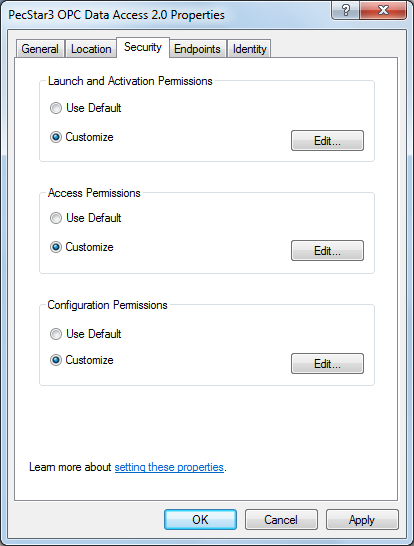 PecStar3 OPC Data Access 2.0 Properties
General Location Security Endpoints Identity
Launch and Activation Permissions
Use Default
Customize
Edit...
Access Permissions
Use Default
Customize
Edit...
Configuration Permissions
Use Default
Customize
Edit...
Learn more about setting these properties.
OK Cancel Apply